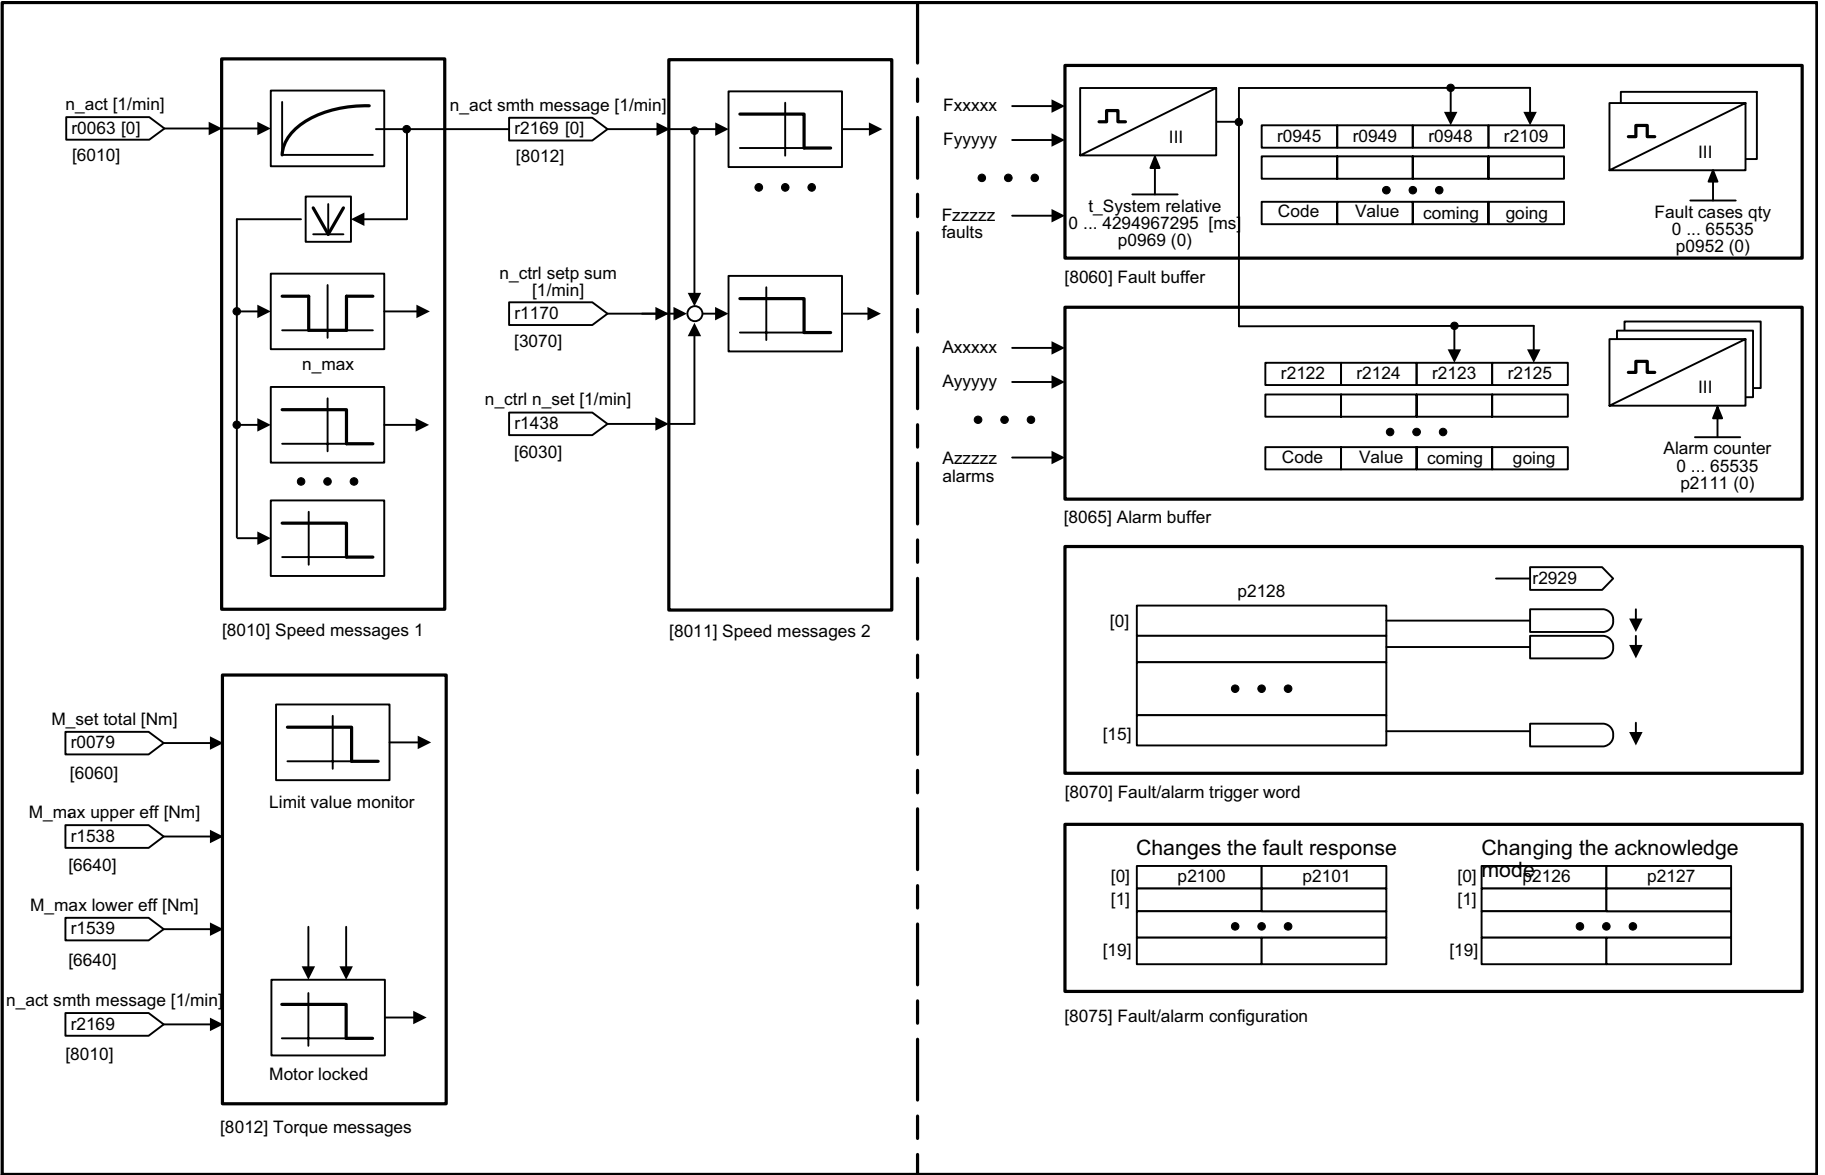 n_act [1/min]
r0063 [0]
[6010]
n_max
[8010] Speed messages 1
n_act smth message [1/min]
r2169 [0]
[8012]
n_ctrl setp sum
[1/min]
r1170
[3070]
n_ctrl n_set [1/min]
r1438
[6030]
[8011] Speed messages 2
M_set total [Nm]
r0079
[6060]
Limit value monitor
M_max upper eff [Nm]
r1538
[6640]
M_max lower eff [Nm]
r1539
[6640]
n_act smth message [1/min]
r2169
[8010]
Motor locked
[8012] Torque messages
Fxxxxx
Fyyyyy
Fzzzzz
faults
III
t_System relative
0 ... 4294967295 [ms]
p0969 (0)
r0945 r0949 r0948 r2109
Code Value coming going
III
Fault cases qty
0 ... 65535
p0952 (0)
[8060] Fault buffer
Axxxxx
Ayyyyy
Azzzzz
alarms
r2122 r2124 r2123 r2125
Code Value coming going
III
Alarm counter
0 ... 65535
p2111 (0)
[8065] Alarm buffer
r2929
p2128
[0]
[15]
[8070] Fault/alarm trigger word
Changes the fault response
[0] p2100 p2101
[1]
[19]
Changing the acknowledge
mode
[0] p2126 p2127
[1]
[19]
[8075] Fault/alarm configuration